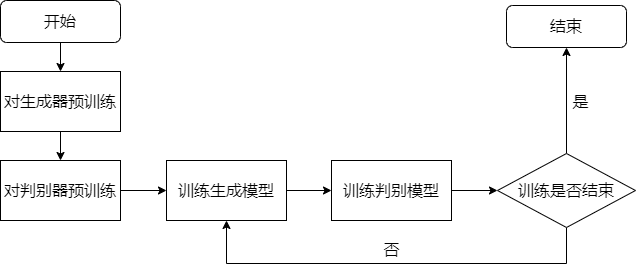 开始
结束
对生成器预训练
是
对判别器预训练
训练生成模型
训练判别模型
训练是否结束
否